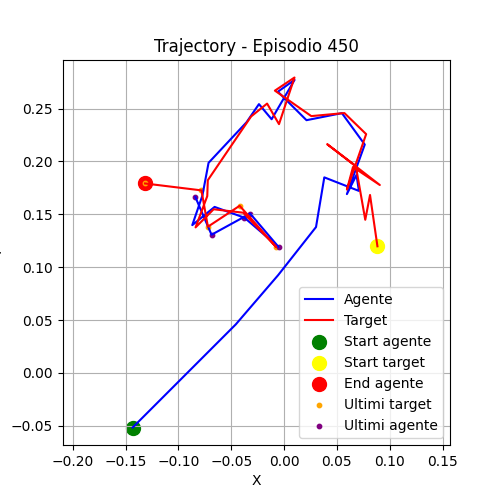 Trajectory - Episodio 450
0.25
0.20
0.15
0.10
0.05
0.00
−0.05
−0.20
−0.15
−0.10
−0.05
0.00
0.05
0.10
0.15
X
Agente
Target
Start agente
Start target
End agente
Ultimi target
Ultimi agente